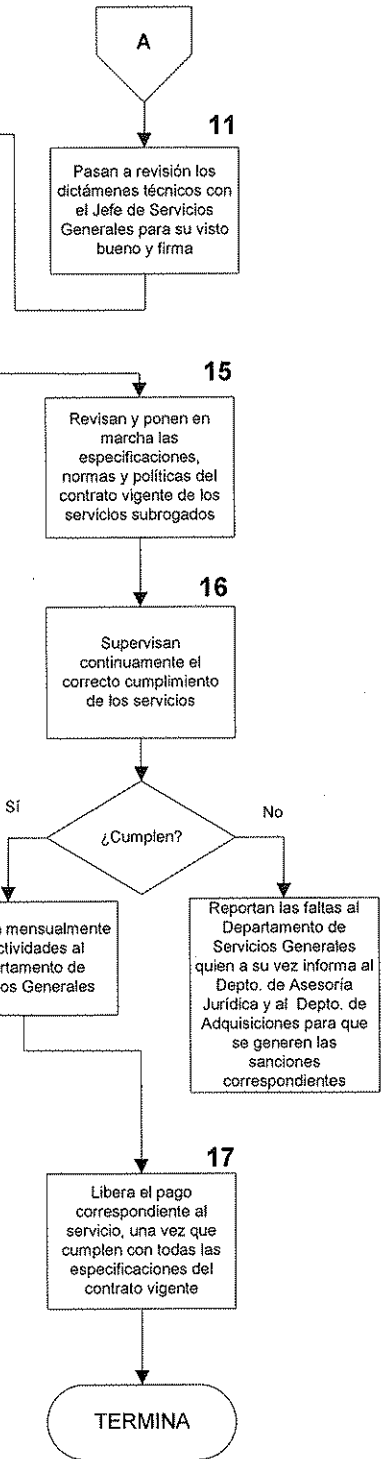 A
11
Pasan a revisión los
dictámenes técnicos con
el Jefe de Servicios
Generales para su visto
bueno y firma
15
Revisan y ponen en
marcha las
especificaciones,
normas y políticas del
contrato vigente de los
servicios subrogados
16
Supervisan
continuamente el
correcto cumplimiento
de los servicios
Sí
¿Cumplen?
No
mensualmente
al
de
Generales
Reportan las faltas al
Departamento de
Servicios Generales
quien a su vez informa al
Depto. de Asesoría
Jurídica y al Depto. de
Adquisiciones para que
se generen las
sanciones
correspondientes
17
Libera el pago
correspondiente al
servicio, una vez que
cumplen con todas las
especificaciones del
contrato vigente
TERMINA